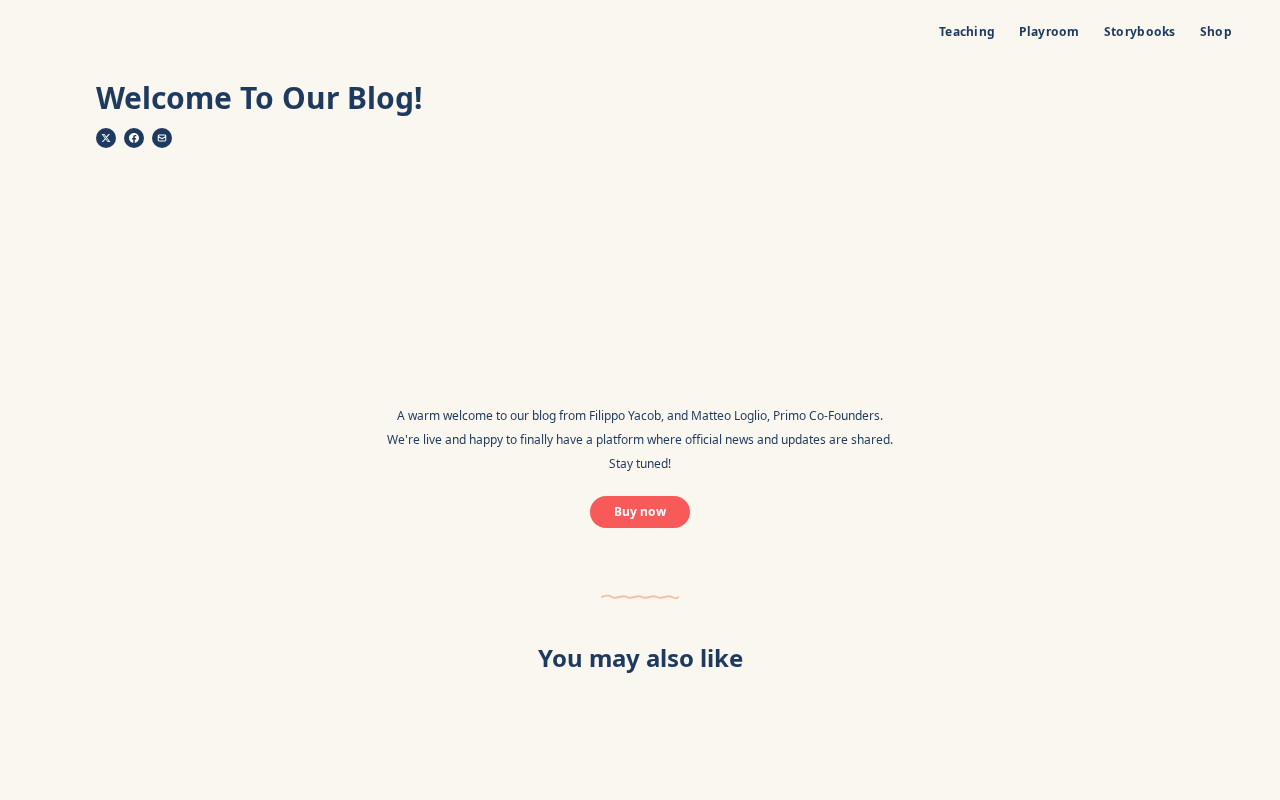 Teaching Playroom Storybooks Shop
Welcome To Our Blog!
A warm welcome to our blog from Filippo Yacob, and Matteo Loglio, Primo Co-Founders.
We're live and happy to finally have a platform where official news and updates are shared.
Stay tuned!
Buy now
You may also like